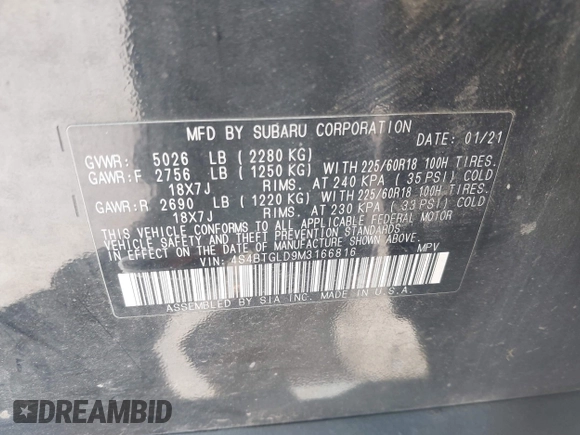 MFD BY SUBARU CORPORATION DATE: 01/21
GVWR: 5026 LB (2280 KG)
GAWR:F 2756 LB (1250 KG) WITH 225/60R18 100H TIRES.
18X7J RIMS. AT 240 KPA (35 PSI) COLD
GAWR:R 2690 LB (1220 KG) WITH 225/60R18 100H TIRES.
18X7J RIMS. AT 230 KPA (33 PSI) COLD
THIS VEHICLE CONFORMS TO ALL APPLICABLE FEDERAL MOTOR
VEHICLE SAFETY AND THEFT PREVENTION STANDARDS
IN EFFECT ON THE DATE OF MANUFACTURE SHOWN ABOVE.
VIN: 4S4BTGLD9M3166816 MPV
ASSEMBLED BY SIA INC. MADE IN U.S.A
DREAMBID